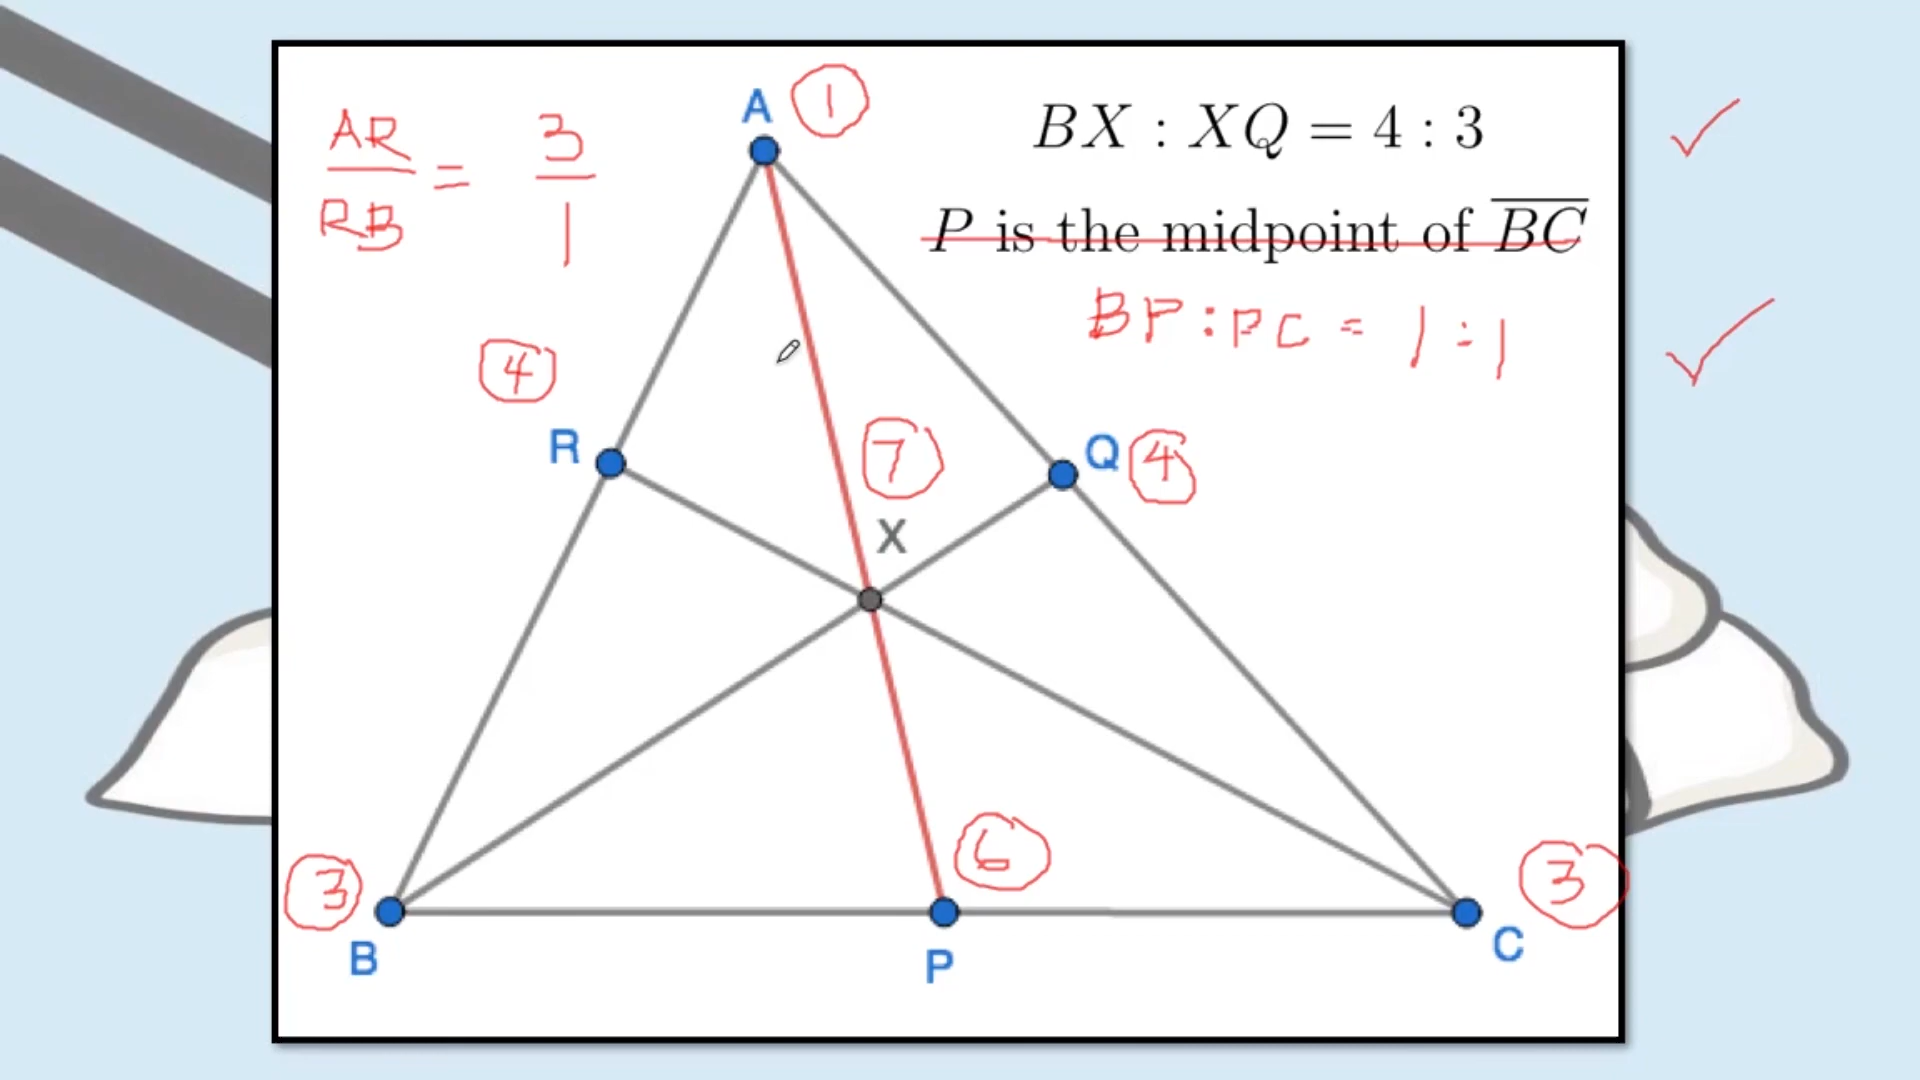 A
1
AR
RB
=
3
1
BX : XQ = 4 : 3
P is the midpoint of BC
BP : PC = 1 : 1
4
R
7
Q
4
X
3
6
3
B
P
C